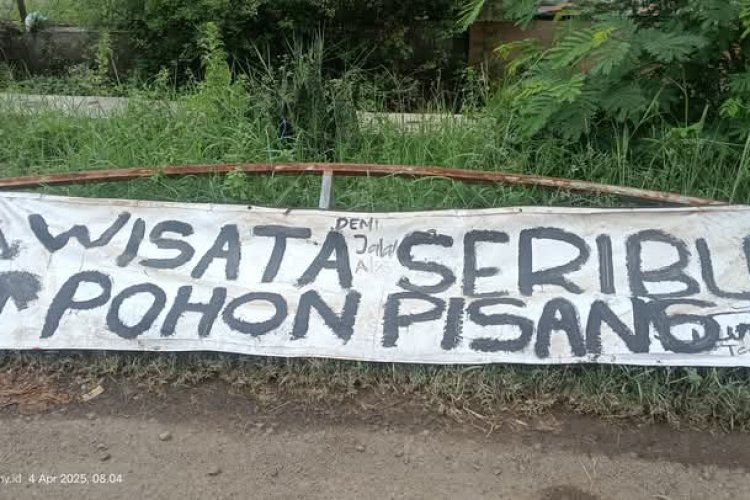 WISATA SERIBU
POHON PISANG
DEMI
Jalan
4 Apr 2025, 08.04